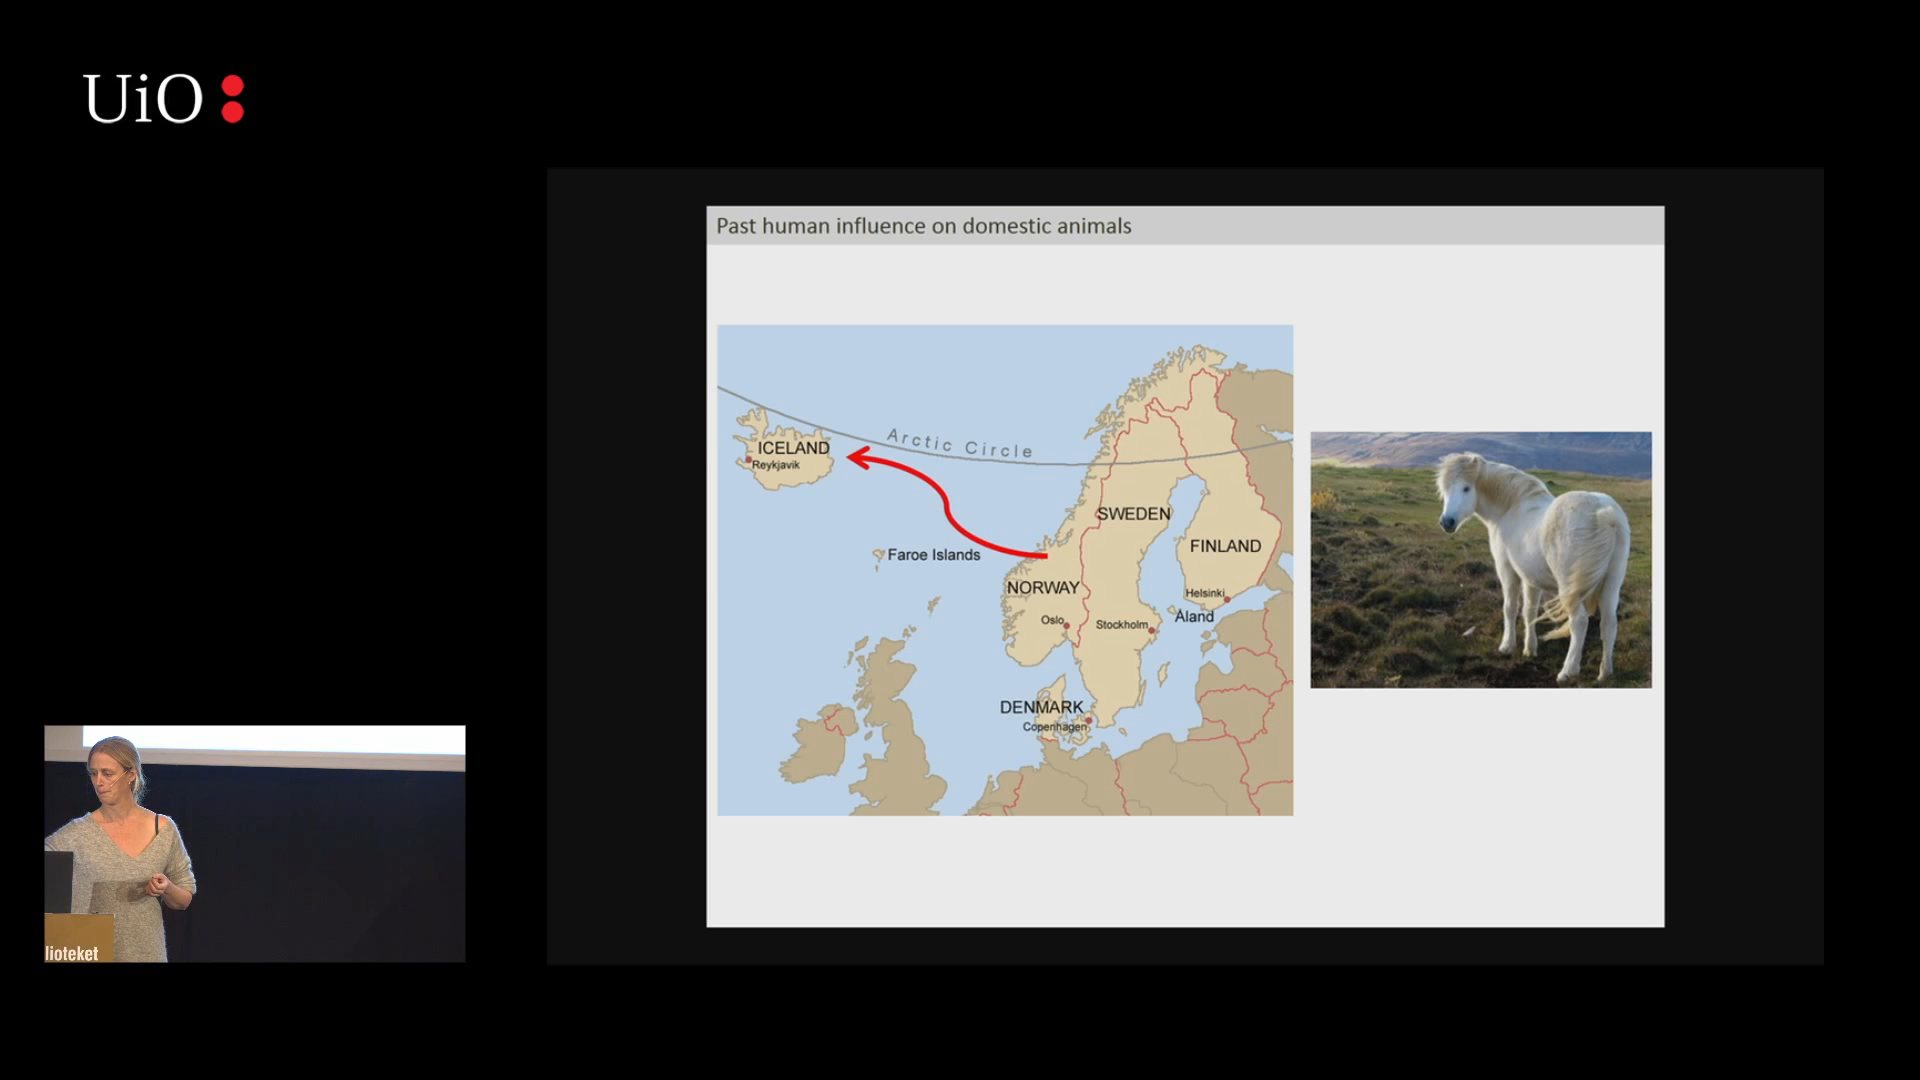 UiO
Past human influence on domestic animals
Arctic Circle
ICELAND
Reykjavik
SWEDEN
FINLAND
Faroe Islands
NORWAY
Helsinki
Åland
Oslo
Stockholm
DENMARK
Copenhagen
lioteket